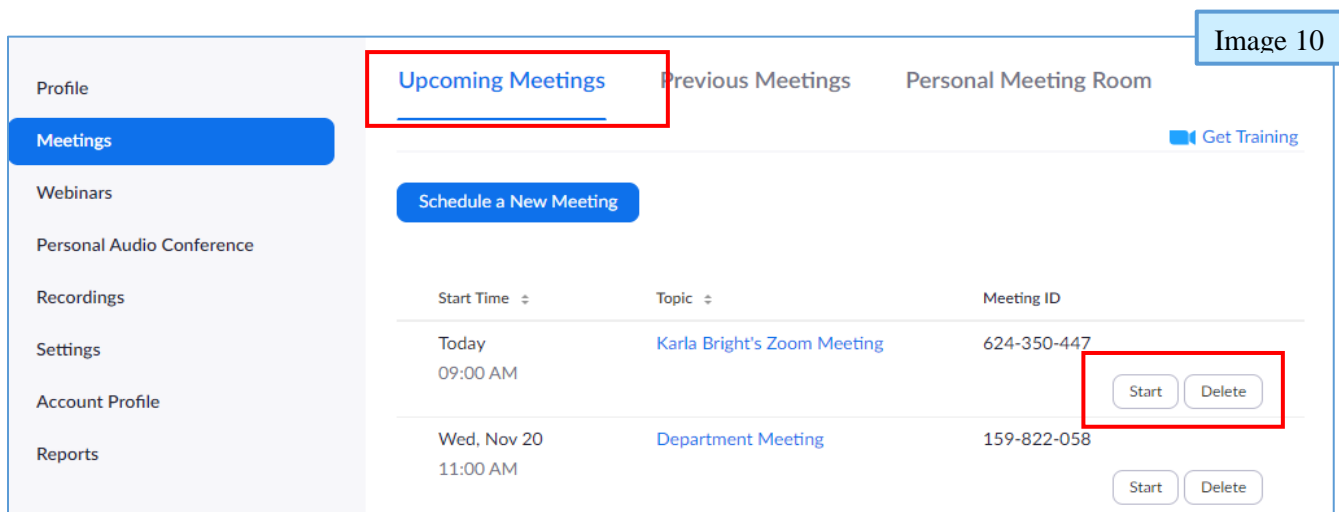 Image 10
Profile
Meetings
Webinars
Personal Audio Conference
Recordings
Settings
Account Profile
Reports
Upcoming Meetings Previous Meetings Personal Meeting Room
Get Training
Schedule a New Meeting
Start Time Topic Meeting ID
Today Karla Bright's Zoom Meeting 624-350-447
09:00 AM
Start Delete
Wed, Nov 20 Department Meeting 159-822-058
11:00 AM
Start Delete